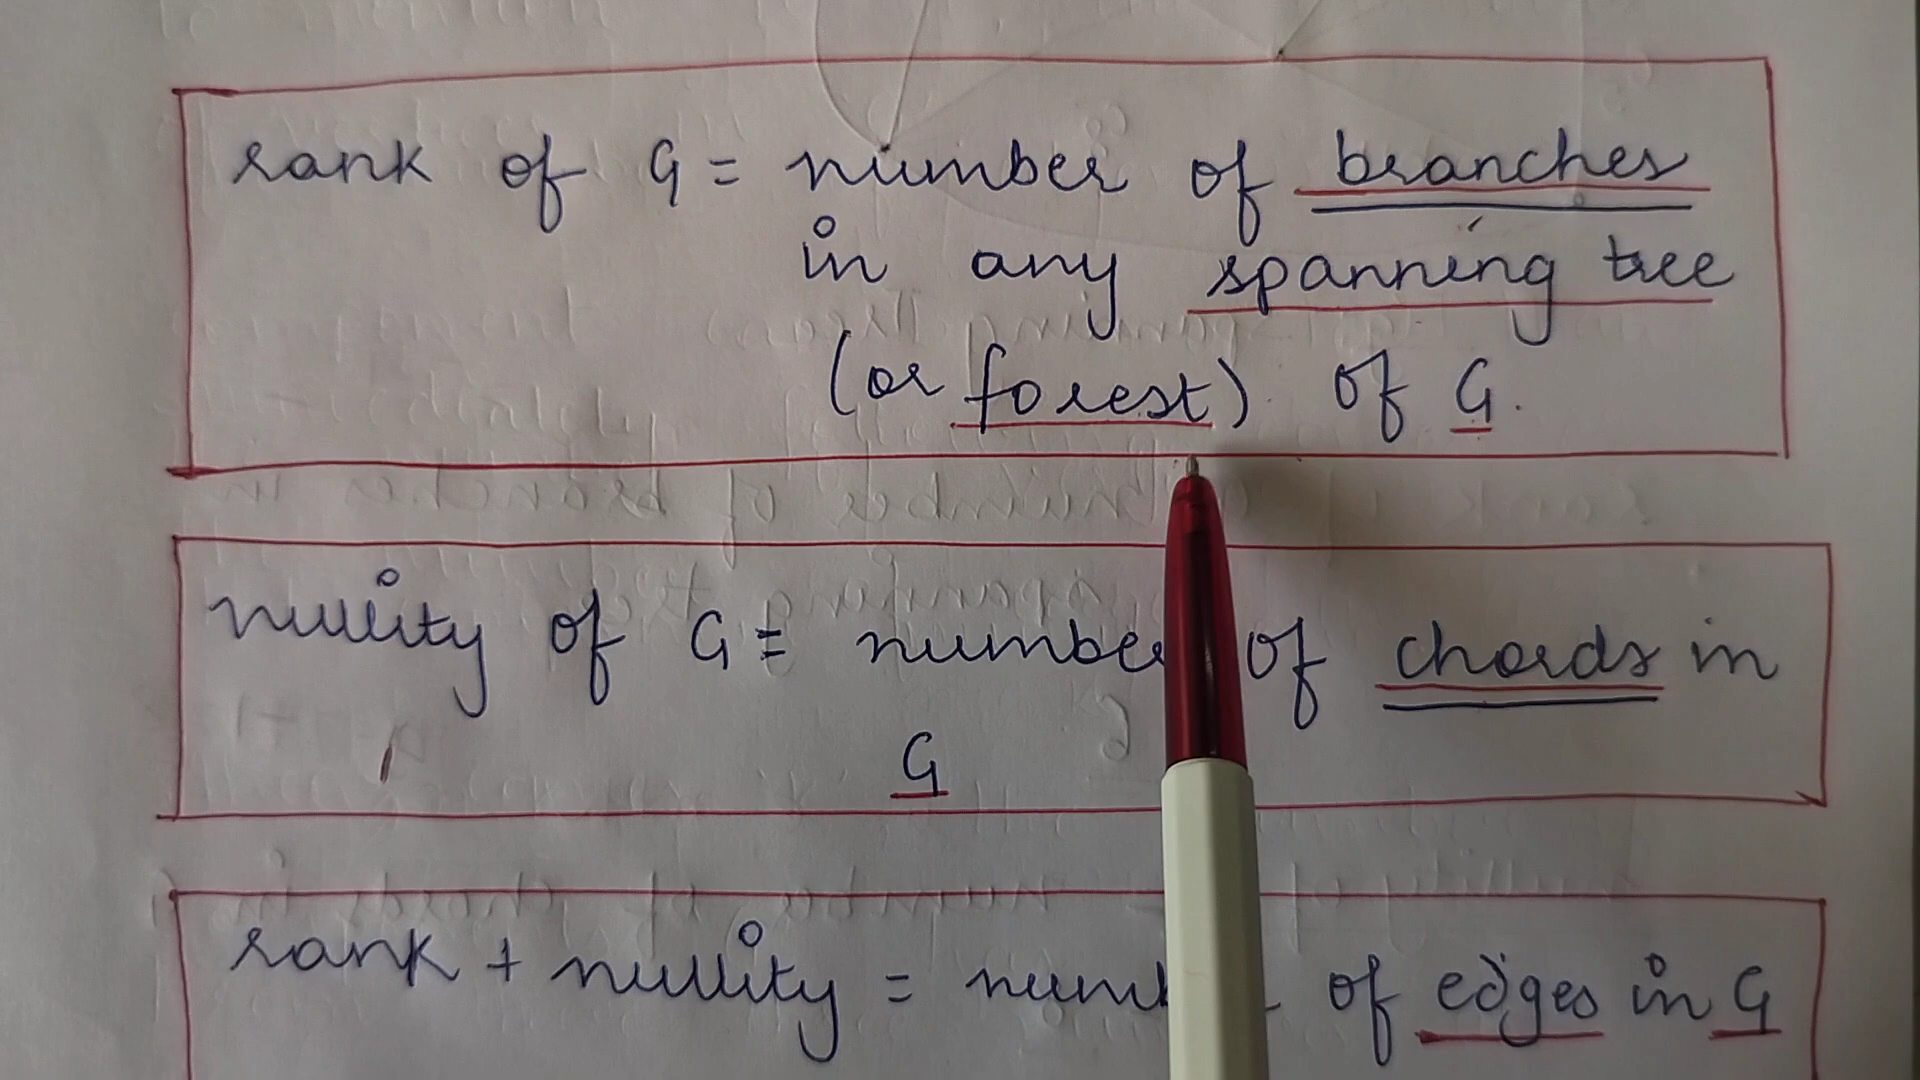 rank of G = number of branches
in any spanning tree
(or forest) of G.
nullity of G = number of chords in
G
rank + nullity = of edges in G